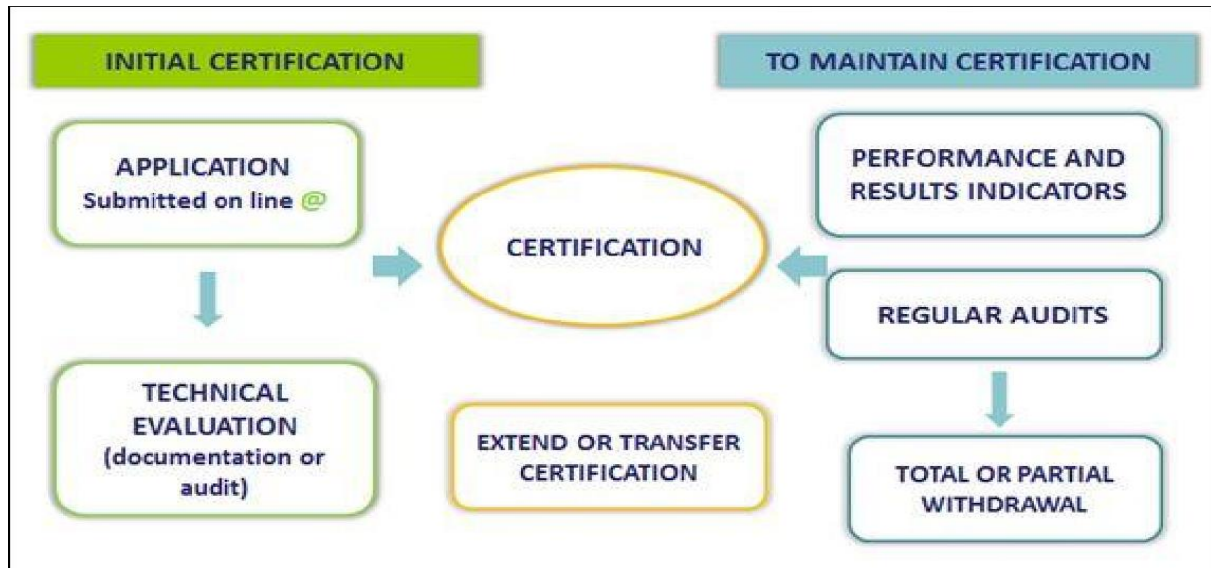 INITIAL CERTIFICATION
APPLICATION
Submitted on line @
TECHNICAL
EVALUATION
(documentation or
audit)
CERTIFICATION
EXTEND OR TRANSFER
CERTIFICATION
TO MAINTAIN CERTIFICATION
PERFORMANCE AND
RESULTS INDICATORS
REGULAR AUDITS
TOTAL OR PARTIAL
WITHDRAWAL